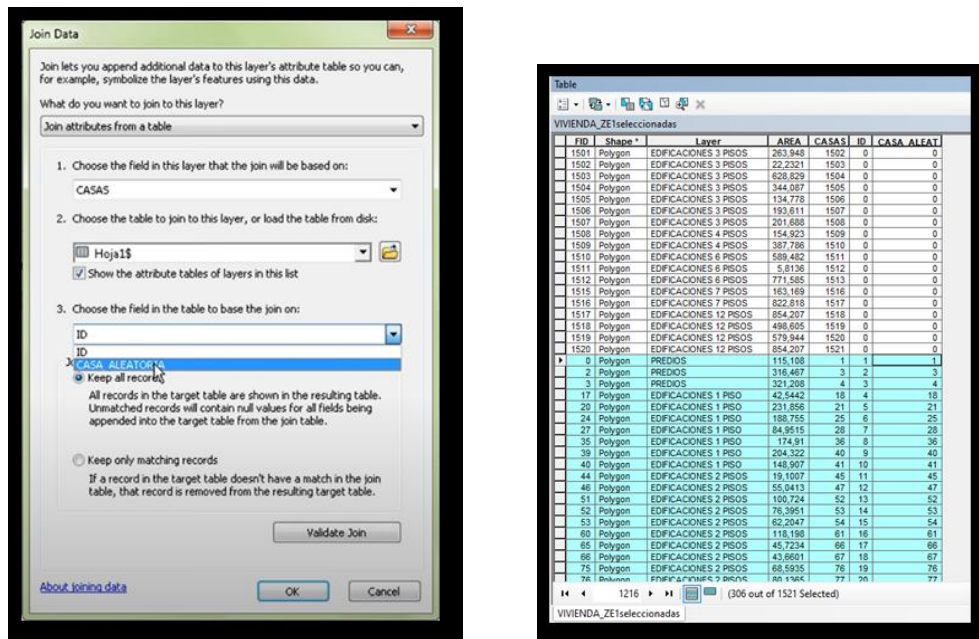 Join Data
Join lets you append additional data to this layer's attribute table so you can,
for example, symbolize the layer's features using this data.
What do you want to join to this layer?
Join attributes from a table
1. Choose the field in this layer that the join will be based on:
CASAS
2. Choose the table to join to this layer, or load the table from disk:
Hoja1$
Show the attribute tables of layers in this list
3. Choose the field in the table to base the join on:
ID
ID
CASA_ALEATORIA
Keep all records
All records in the target table are shown in the resulting table.
Unmatched records will contain null values for all fields being
appended into the target table from the join table.
Keep only matching records
If a record in the target table doesn't have a match in the join
table, that record is removed from the resulting target table.
Validate Join
About joining data
OK
Cancel
Table
VIVIENDA_ZE1seleccionadas
FID Shape * Layer AREA CASAS ID CASA_ALEAT
1501 Polygon EDIFICACIONES 3 PISOS 263,948 1502 0 0
1502 Polygon EDIFICACIONES 3 PISOS 22,2321 1503 0 0
1503 Polygon EDIFICACIONES 3 PISOS 628,829 1504 0 0
1504 Polygon EDIFICACIONES 3 PISOS 344,087 1505 0 0
1505 Polygon EDIFICACIONES 3 PISOS 134,778 1506 0 0
1506 Polygon EDIFICACIONES 3 PISOS 193,611 1507 0 0
1507 Polygon EDIFICACIONES 3 PISOS 201,688 1508 0 0
1508 Polygon EDIFICACIONES 4 PISOS 154,923 1509 0 0
1509 Polygon EDIFICACIONES 4 PISOS 387,786 1510 0 0
1510 Polygon EDIFICACIONES 6 PISOS 589,482 1511 0 0
1511 Polygon EDIFICACIONES 6 PISOS 5,8136 1512 0 0
1512 Polygon EDIFICACIONES 6 PISOS 771,585 1513 0 0
1515 Polygon EDIFICACIONES 7 PISOS 163,169 1516 0 0
1516 Polygon EDIFICACIONES 7 PISOS 822,818 1517 0 0
1517 Polygon EDIFICACIONES 12 PISOS 854,207 1518 0 0
1518 Polygon EDIFICACIONES 12 PISOS 498,605 1519 0 0
1519 Polygon EDIFICACIONES 12 PISOS 579,944 1520 0 0
1520 Polygon EDIFICACIONES 12 PISOS 854,207 1521 0 0
0 Polygon PREDIOS 115,108 1 1 1
2 Polygon PREDIOS 316,467 3 2 3
3 Polygon PREDIOS 321,208 4 3 4
17 Polygon EDIFICACIONES 1 PISO 42,5442 18 4 18
20 Polygon EDIFICACIONES 1 PISO 231,856 21 5 21
24 Polygon EDIFICACIONES 1 PISO 188,755 25 6 25
27 Polygon EDIFICACIONES 1 PISO 84,9515 28 7 28
35 Polygon EDIFICACIONES 1 PISO 174,91 36 8 36
39 Polygon EDIFICACIONES 1 PISO 204,322 40 9 40
40 Polygon EDIFICACIONES 1 PISO 148,907 41 10 41
44 Polygon EDIFICACIONES 2 PISOS 19,1007 45 11 45
46 Polygon EDIFICACIONES 2 PISOS 55,0413 47 12 47
51 Polygon EDIFICACIONES 2 PISOS 100,724 52 13 52
52 Polygon EDIFICACIONES 2 PISOS 76,3951 53 14 53
53 Polygon EDIFICACIONES 2 PISOS 62,2047 54 15 54
60 Polygon EDIFICACIONES 2 PISOS 118,198 61 16 61
65 Polygon EDIFICACIONES 2 PISOS 45,7234 66 17 66
66 Polygon EDIFICACIONES 2 PISOS 43,6601 67 18 67
75 Polygon EDIFICACIONES 2 PISOS 68,5935 76 19 76
76 Polygon EDIFICACIONES 2 PISOS 80,1365 77 20 77
1216 (306 out of 1521 Selected)
VIVIENDA_ZE1seleccionadas